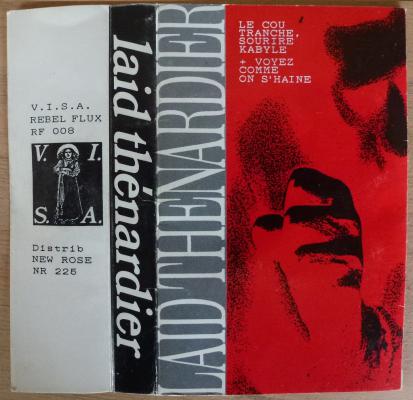 V.I.S.A.
REBEL FLUX
RF 008
V. I.
S. A.
Distrib
NEW ROSE
NR 225
laid thénardier
LAID THENARDIER
LE COU
TRANCHE,
SOURIRE
KABYLE
+ VOYEZ
COMME
ON S'HAINE